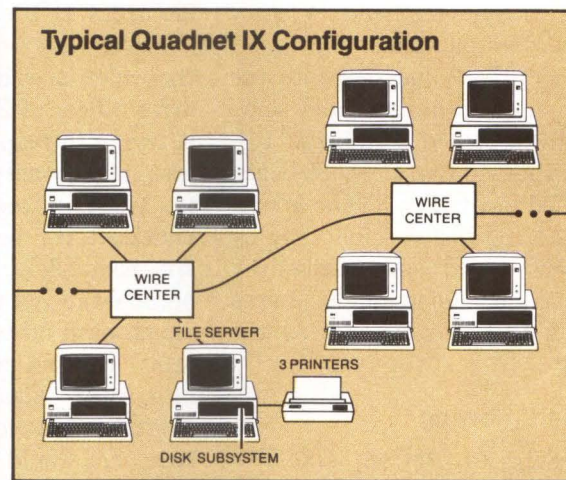 Typical Quadnet IX Configuration
WIRE
CENTER
WIRE
CENTER
FILE SERVER
3 PRINTERS
DISK SUBSYSTEM